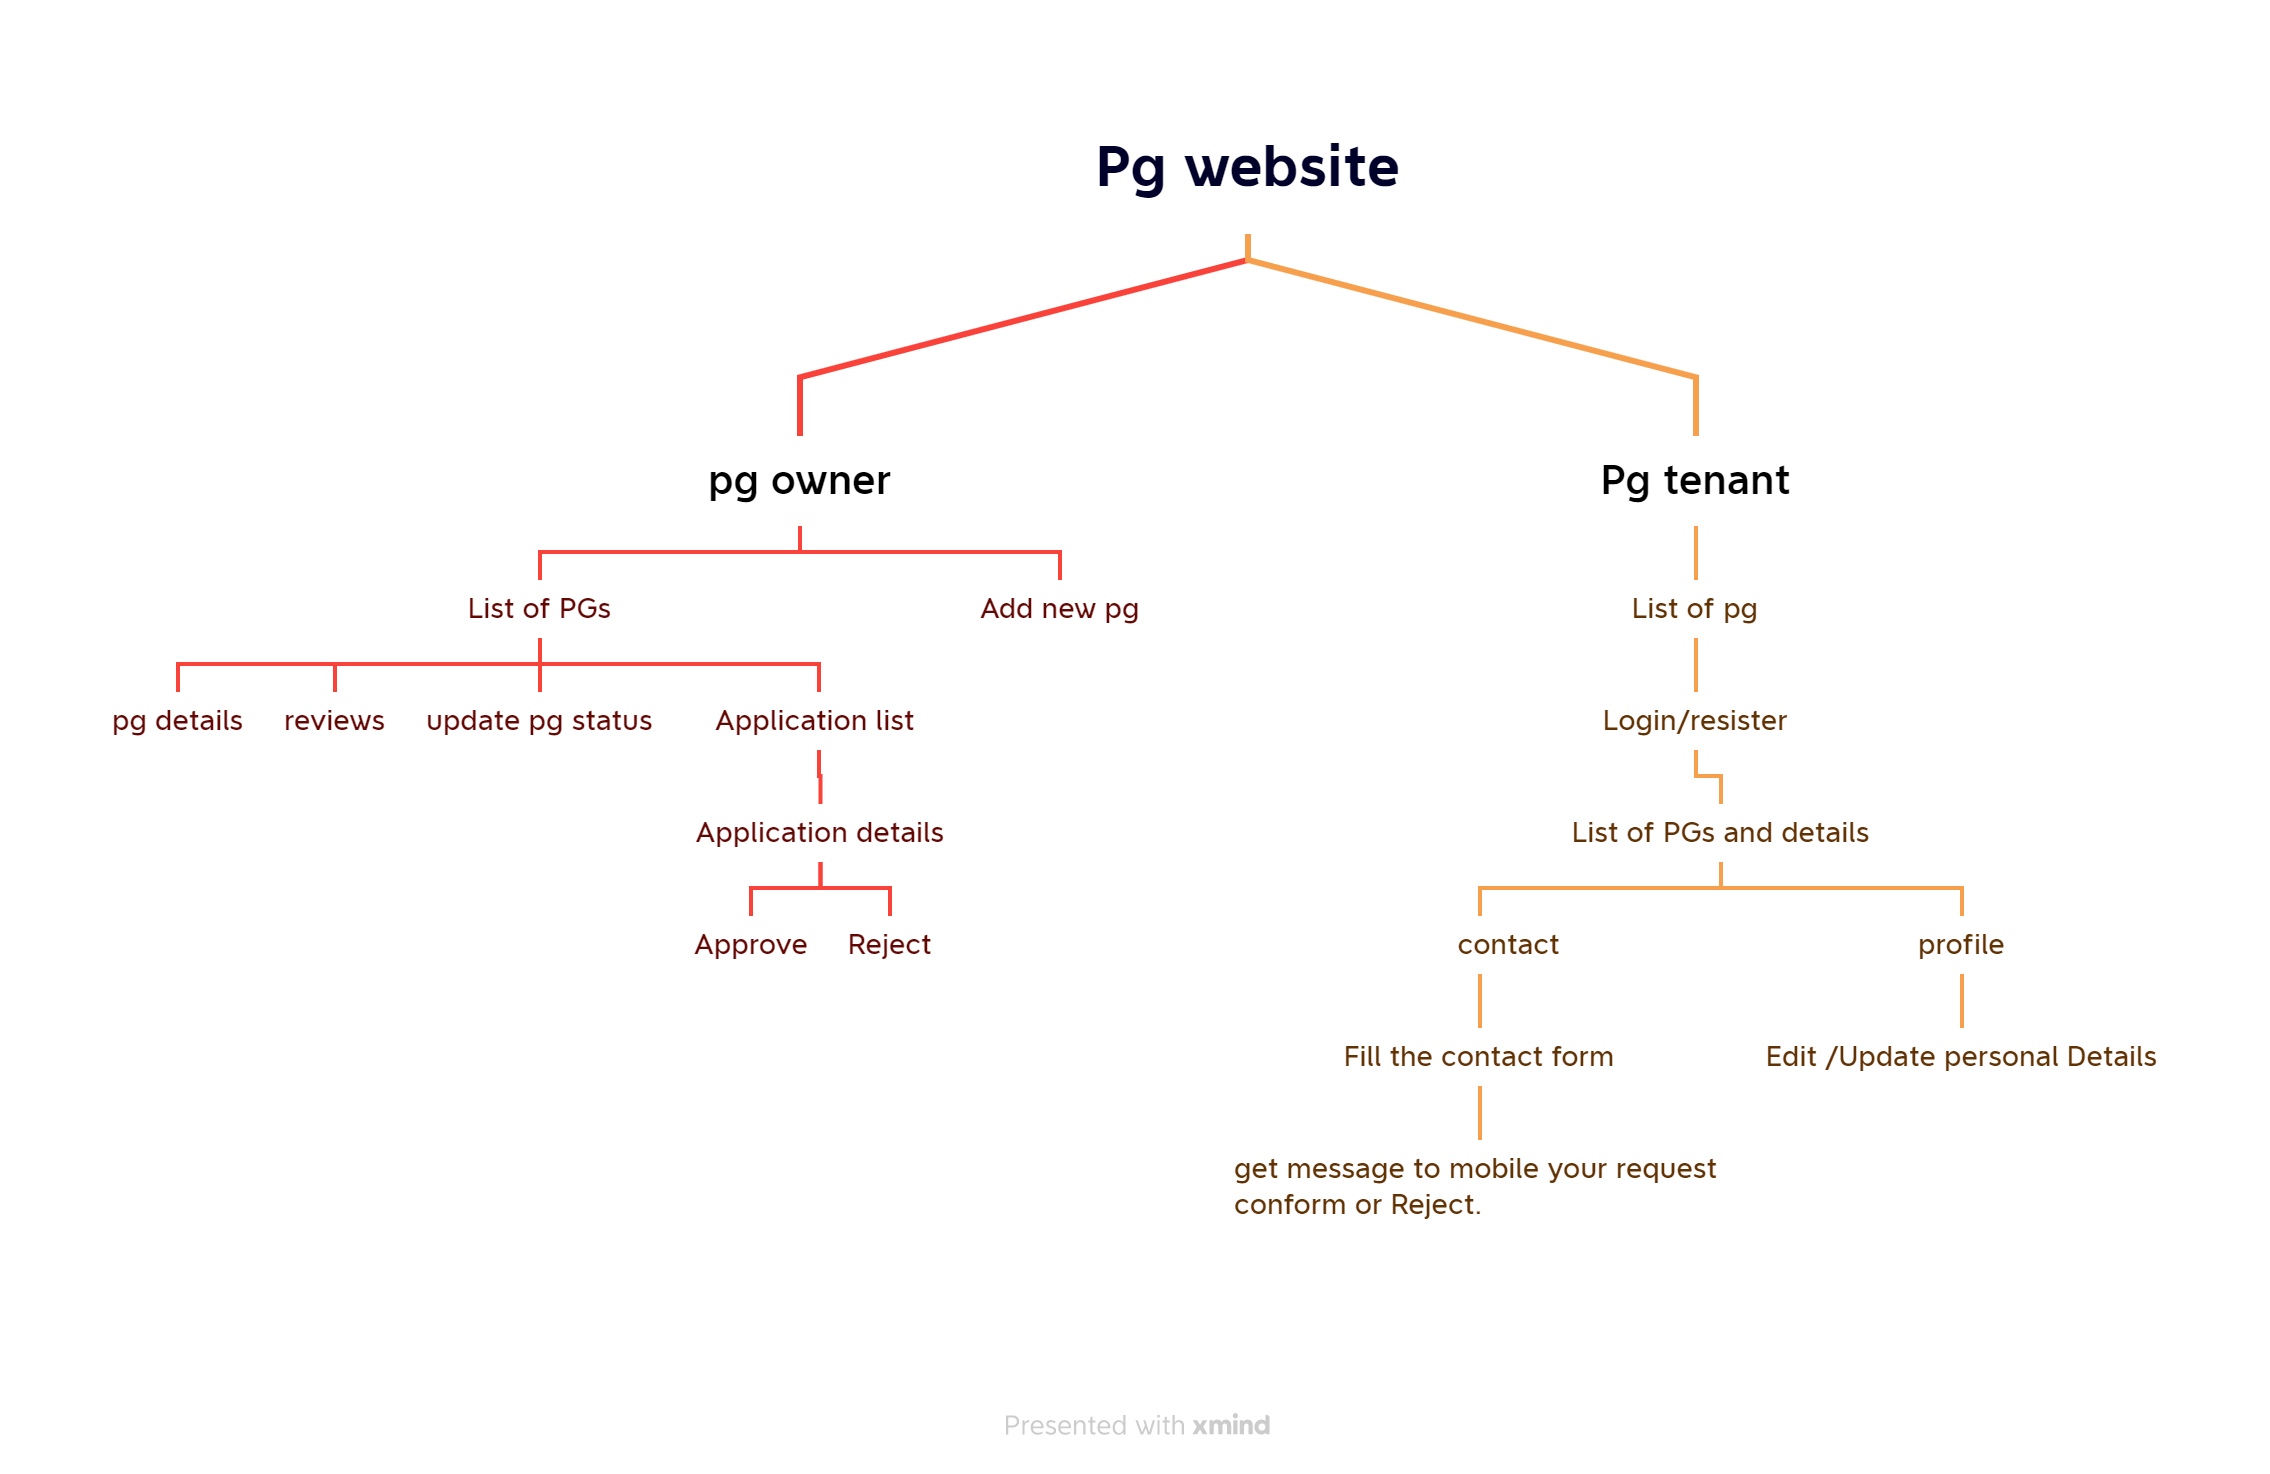 Pg website
pg owner
Pg tenant
List of PGs
Add new pg
List of pg
pg details
reviews
update pg status
Application list
Login/resister
Application details
List of PGs and details
Approve
Reject
contact
profile
Fill the contact form
Edit /Update personal Details
get message to mobile your request
conform or Reject.
Presented with xmind